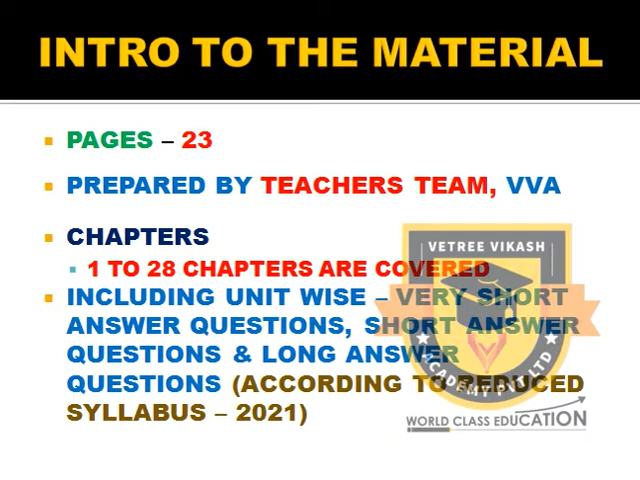 INTRO TO THE MATERIAL
PAGES – 23
PREPARED BY TEACHERS TEAM, VVA
CHAPTERS
1 TO 28 CHAPTERS ARE COVERED
INCLUDING UNIT WISE – VERY SHORT
ANSWER QUESTIONS, SHORT ANSWER
QUESTIONS & LONG ANSWER
QUESTIONS (ACCORDING TO REDUCED
SYLLABUS – 2021)
VETREE VIKASH
ACADEMY PVT LTD
WORLD CLASS EDUCATION